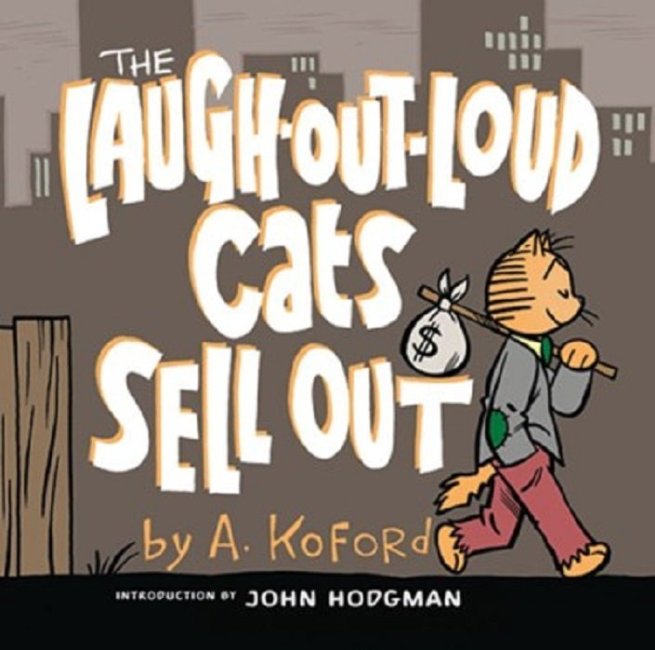 THE
LAUGH-OUT-LOUD
CATS
SELL OUT
$
by A. KOFORD
INTRODUCTION BY JOHN HODGMAN